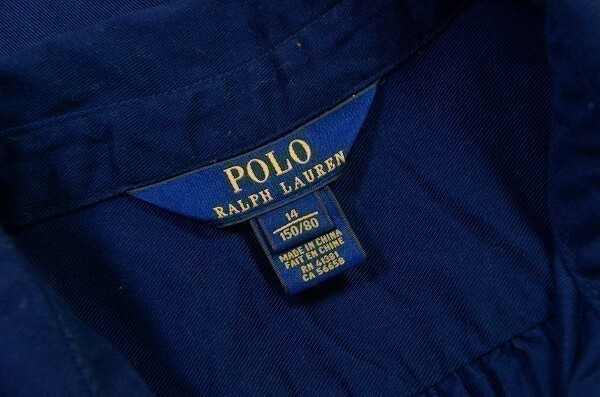 POLO
RALPH LAUREN
14
150/80
MADE IN CHINA
FAIT EN CHINE
RN 41381
CA 56658